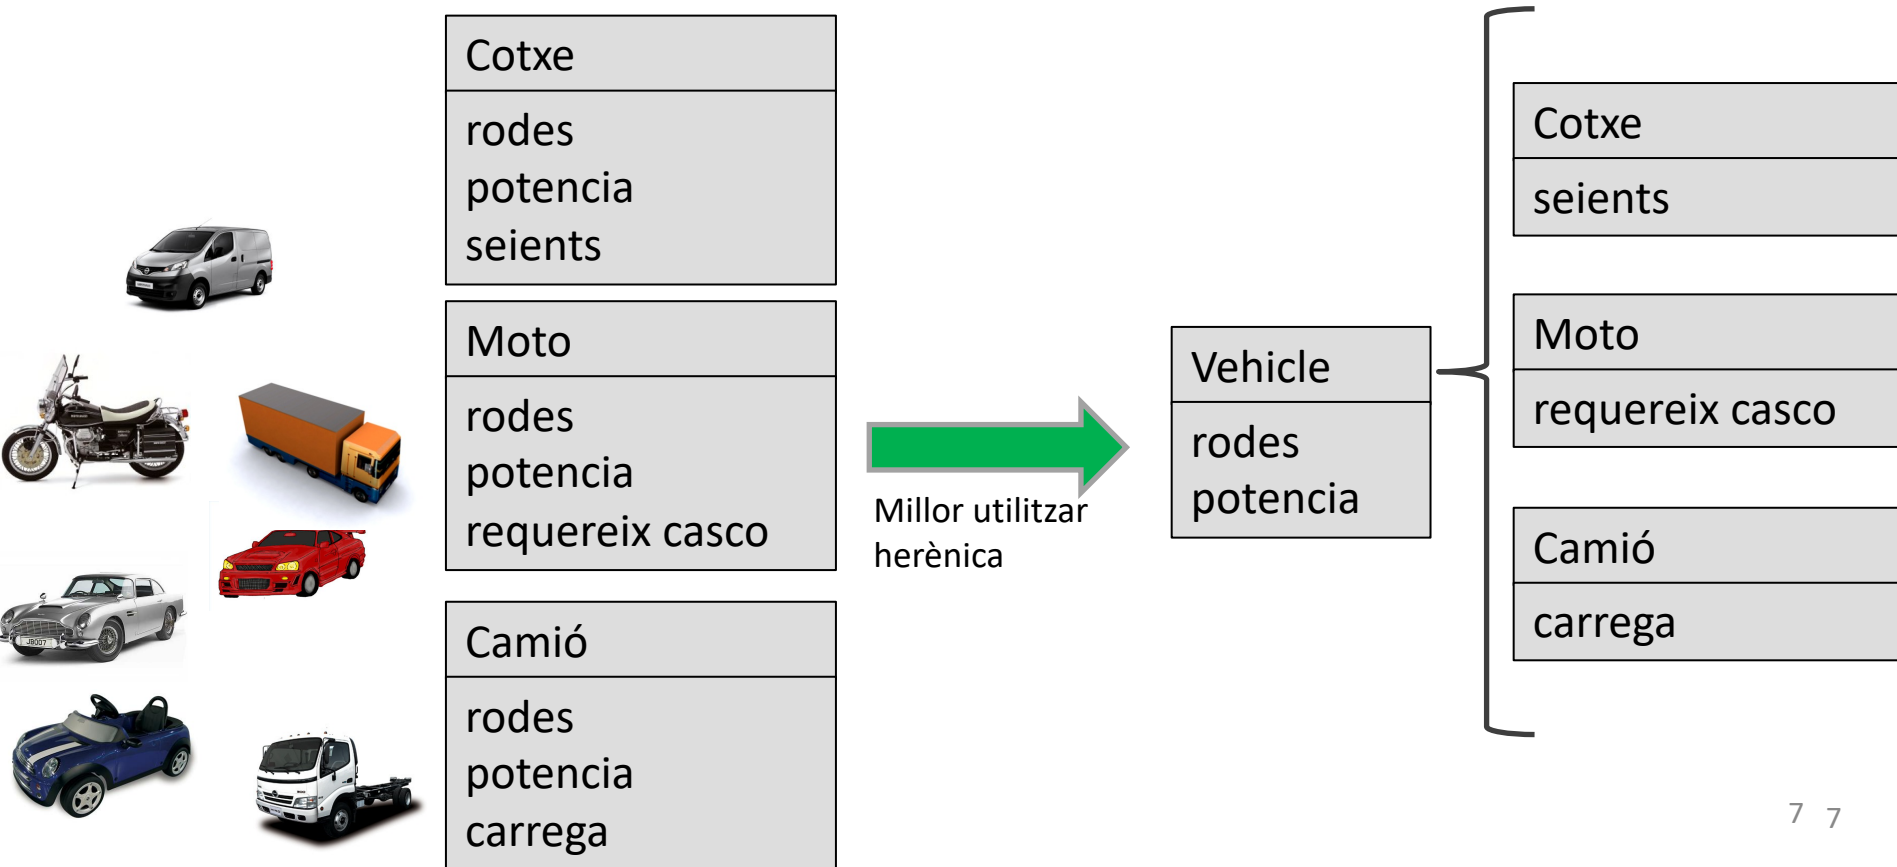 Cotxe
rodes
potencia
seients
Moto
rodes
potencia
requereix casco
Camió
rodes
potencia
carrega
Millor utilitzar
herènica
Vehicle
rodes
potencia
Cotxe
seients
Moto
requereix casco
Camió
carrega
JB007
7 7